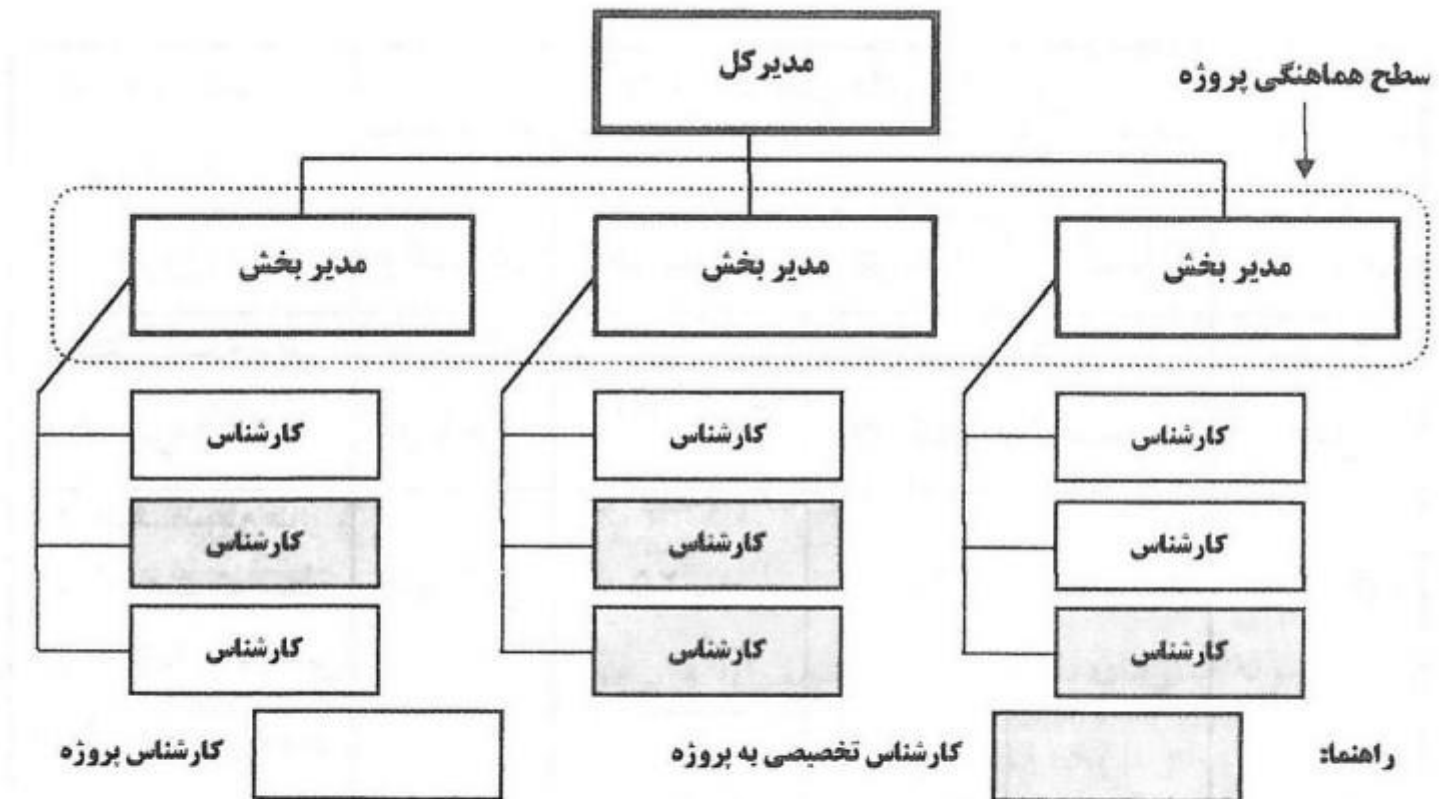 مدیرکل
سطح هماهنگی پروژه
مدیر بخش
مدیر بخش
مدیر بخش
کارشناس
کارشناس
کارشناس
کارشناس
کارشناس
کارشناس
کارشناس
کارشناس
کارشناس
راهنما:
کارشناس تخصیصی به پروژه
کارشناس پروژه